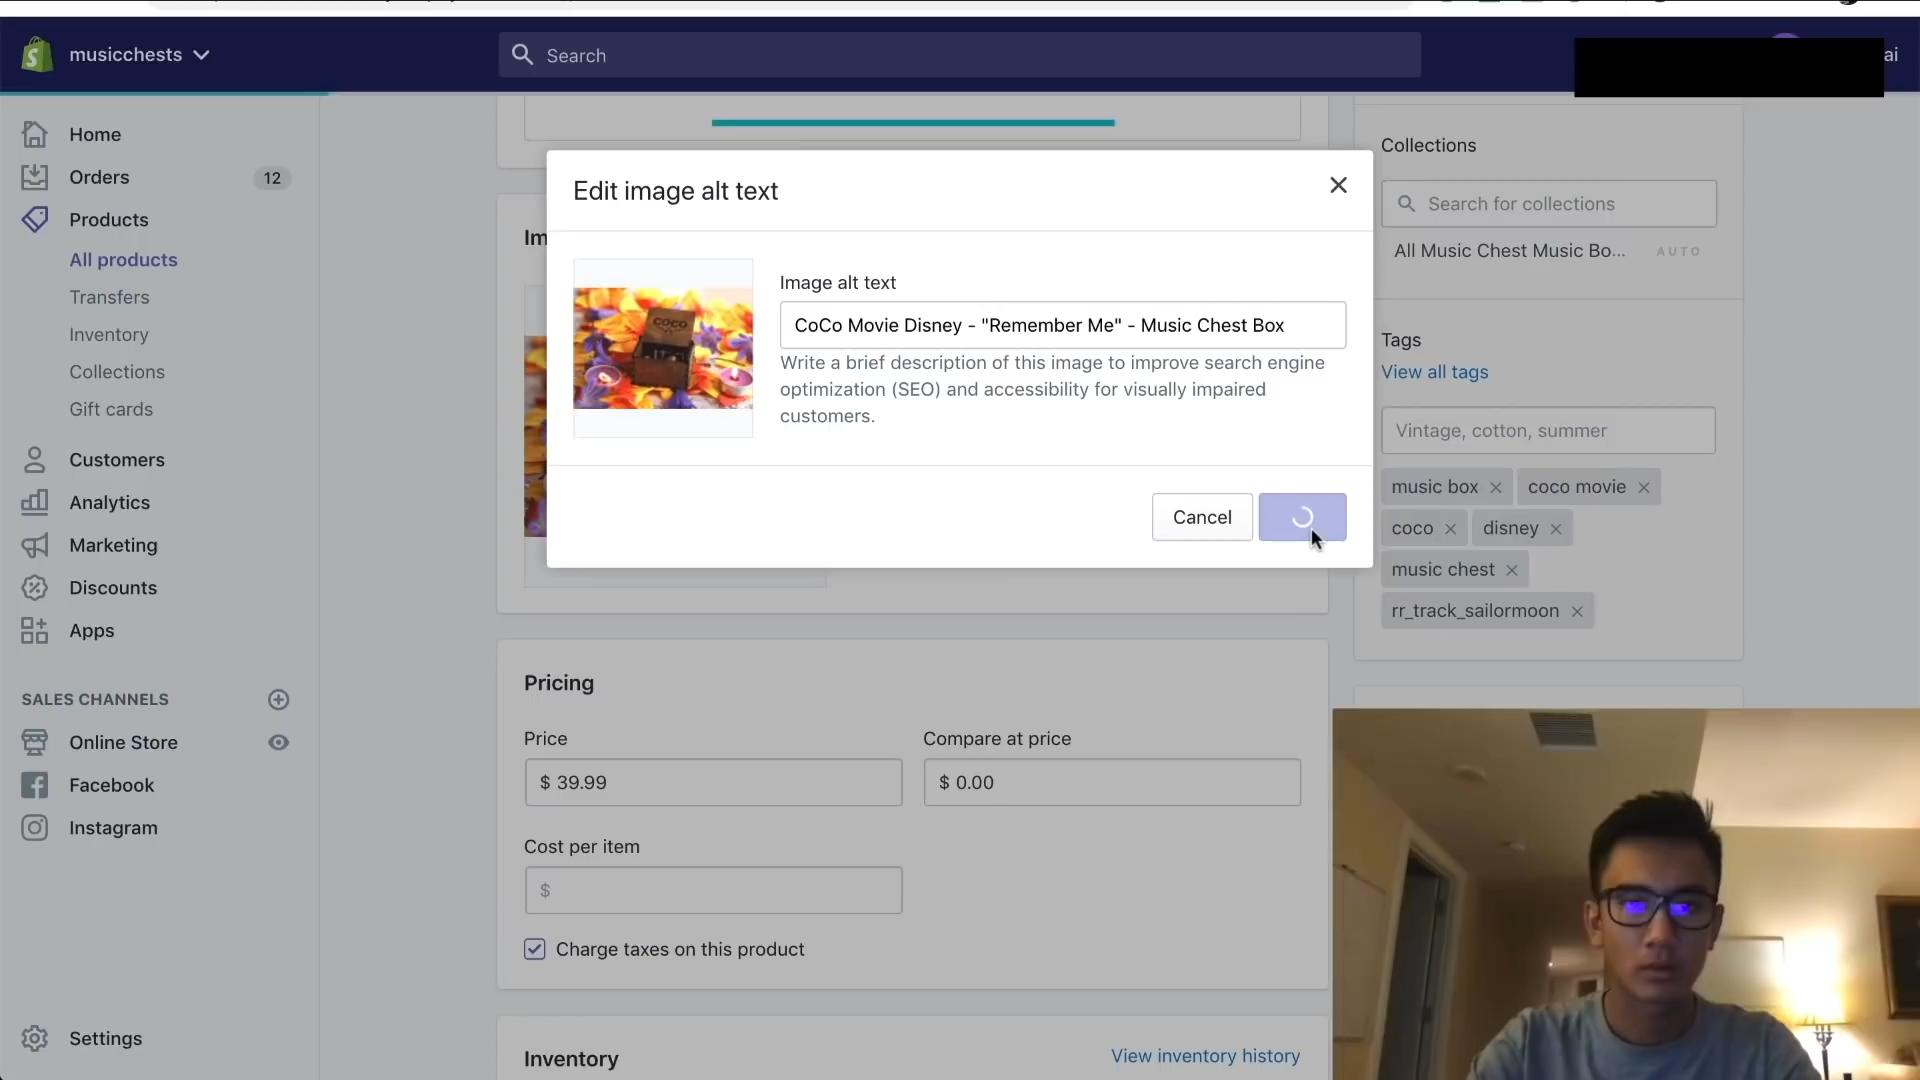 musicchests
Search
ai
Home
Orders
12
Products
All products
Transfers
Inventory
Collections
Gift cards
Customers
Analytics
Marketing
Discounts
Apps
SALES CHANNELS
Online Store
Facebook
Instagram
Settings
Im
Edit image alt text
COCO
Image alt text
CoCo Movie Disney - "Remember Me" - Music Chest Box
Write a brief description of this image to improve search engine
optimization (SEO) and accessibility for visually impaired
customers.
Cancel
Pricing
Price
Compare at price
$ 39.99
$ 0.00
Cost per item
$
Charge taxes on this product
Inventory
View inventory history
Collections
Search for collections
All Music Chest Music Bo...
AUTO
Tags
View all tags
Vintage, cotton, summer
music box
coco movie
coco
disney
music chest
rr_track_sailormoon